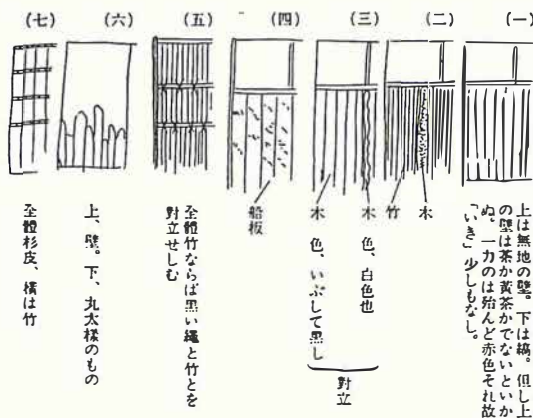 (一)
上は無地の壁。下は縞。但し上
の壁は茶か黄茶かでないといか
ぬ。一力のは殆んど赤色それ故
「いき」少しもなし。
(二)
木
竹
(三)
木 色、白色也
木 色、いぶして黒し
對立
(四)
船板
(五)
全體竹ならば黒い繩と竹とを
對立せしむ
(六)
上、壁。下、丸太樣のもの
(七)
全體杉皮、横は竹